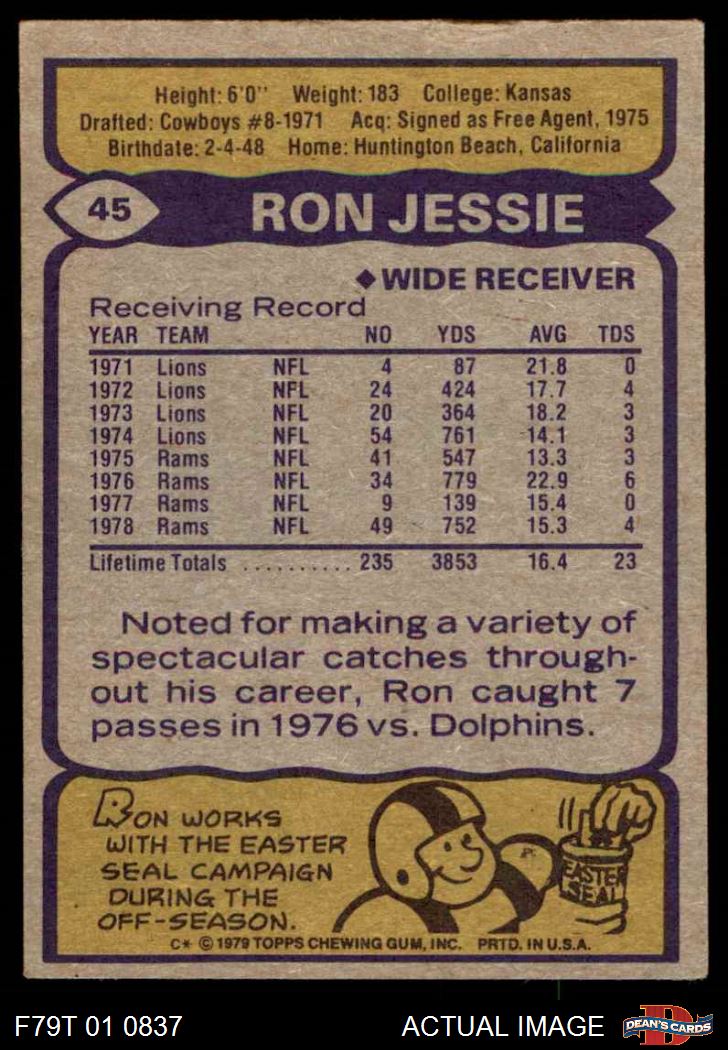 Height: 6'0" Weight: 183 College: Kansas
Drafted: Cowboys #8-1971 Acq: Signed as Free Agent, 1975
Birthdate: 2-4-48 Home: Huntington Beach, California
45 RON JESSIE
◆WIDE RECEIVER
Receiving Record
YEAR TEAM NO YDS AVG TDS
1971 Lions NFL 4 87 21.8 0
1972 Lions NFL 24 424 17.7 4
1973 Lions NFL 20 364 18.2 3
1974 Lions NFL 54 761 14.1 3
1975 Rams NFL 41 547 13.3 3
1976 Rams NFL 34 779 22.9 6
1977 Rams NFL 9 139 15.4 0
1978 Rams NFL 49 752 15.3 4
Lifetime Totals .......... 235 3853 16.4 23
Noted for making a variety of
spectacular catches through-
out his career, Ron caught 7
passes in 1976 vs. Dolphins.
RON WORKS
WITH THE EASTER
SEAL CAMPAIGN
DURING THE
OFF-SEASON.
EASTER
SEAL
C* © 1979 TOPPS CHEWING GUM, INC. PRTD. IN U.S.A.
F79T 01 0837 ACTUAL IMAGE D DEAN'S CARDS